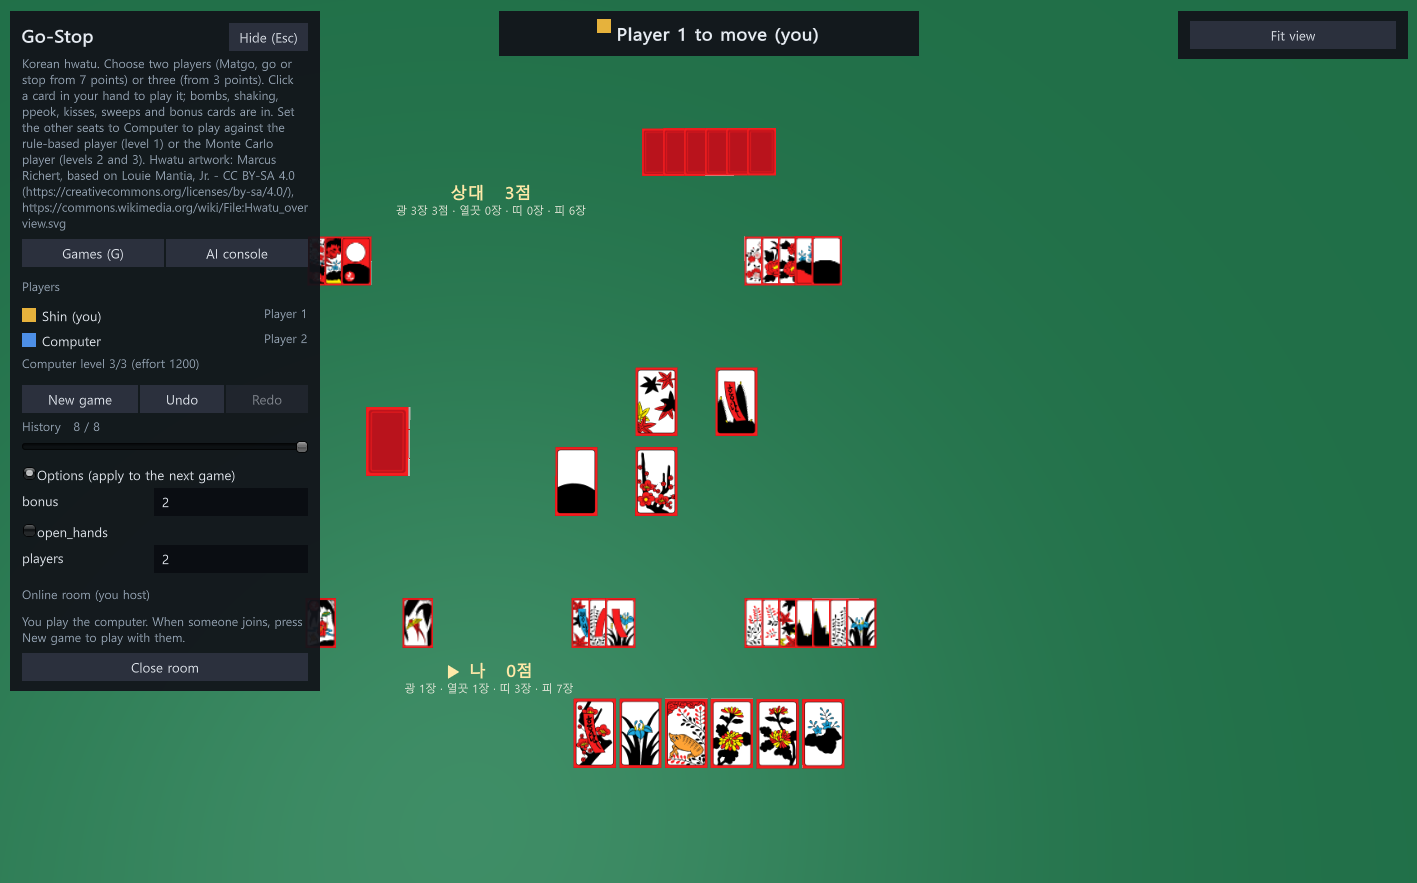 Go-Stop
Hide (Esc)
Korean hwatu. Choose two players (Matgo, go or
stop from 7 points) or three (from 3 points). Click
a card in your hand to play it; bombs, shaking,
ppeok, kisses, sweeps and bonus cards are in. Set
the other seats to Computer to play against the
rule-based player (level 1) or the Monte Carlo
player (levels 2 and 3). Hwatu artwork: Marcus
Richert, based on Louie Mantia, Jr. - CC BY-SA 4.0
(https://creativecommons.org/licenses/by-sa/4.0/),
https://commons.wikimedia.org/wiki/File:Hwatu_over
view.svg
Games (G)
AI console
Players
Shin (you)
Player 1
Computer
Player 2
Computer level 3/3 (effort 1200)
New game
Undo
Redo
History 8 / 8
Options (apply to the next game)
bonus
2
open_hands
players
2
Online room (you host)
You play the computer. When someone joins, press
New game to play with them.
Close room
Player 1 to move (you)
Fit view
상대 3점
광 3장 3점 · 열끗 0장 · 띠 0장 · 피 6장
▶ 나 0점
광 1장 · 열끗 1장 · 띠 3장 · 피 7장